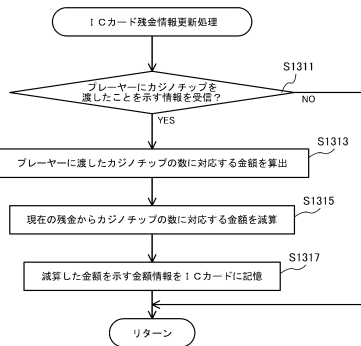 ＩＣカード残金情報更新処理
S1311
プレーヤーにカジノチップを
渡したことを示す情報を受信？
NO
YES
S1313
プレーヤーに渡したカジノチップの数に対応する金額を算出
S1315
現在の残金からカジノチップの数に対応する金額を減算
S1317
減算した金額を示す金額情報をＩＣカードに記憶
リターン